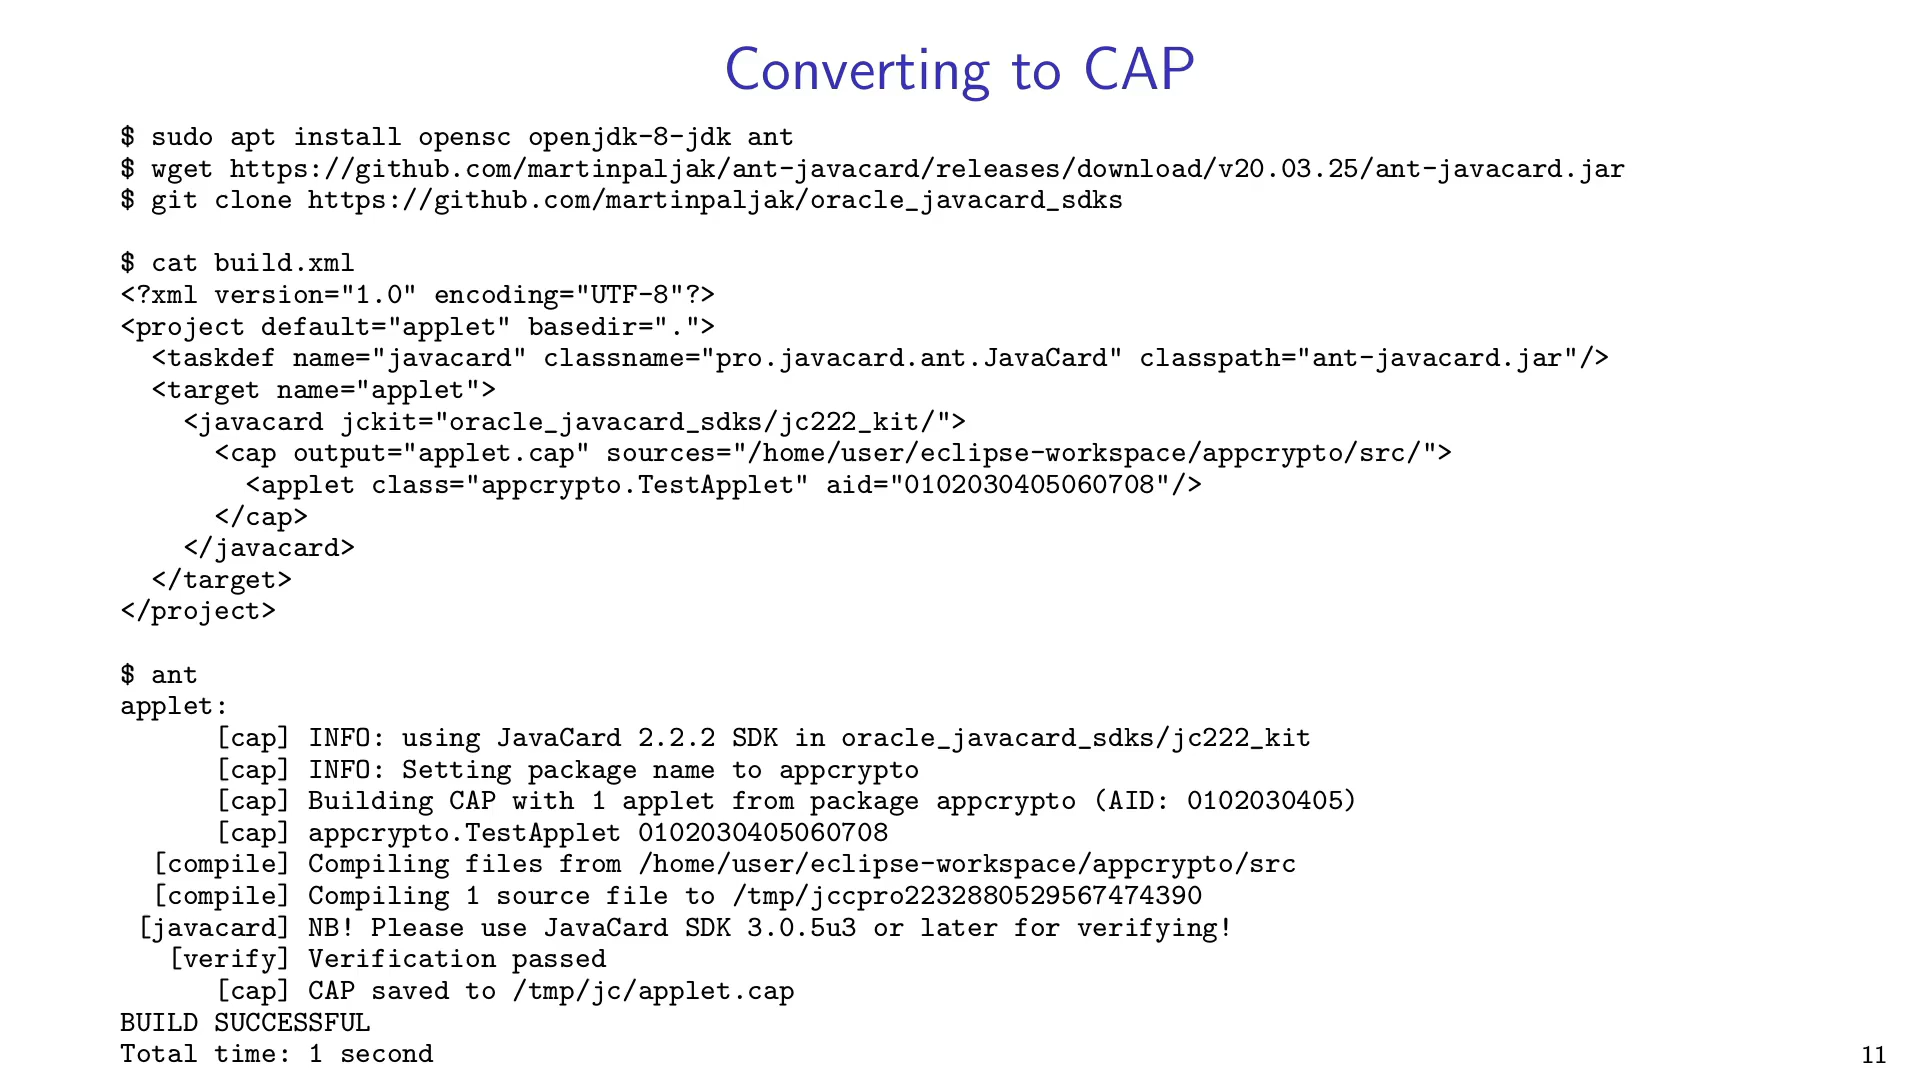 Converting to CAP
$ sudo apt install opensc openjdk-8-jdk ant
$ wget https://github.com/martinpaljak/ant-javacard/releases/download/v20.03.25/ant-javacard.jar
$ git clone https://github.com/martinpaljak/oracle_javacard_sdks
$ cat build.xml
<?xml version="1.0" encoding="UTF-8"?>
<project default="applet" basedir=".">
  <taskdef name="javacard" classname="pro.javacard.ant.JavaCard" classpath="ant-javacard.jar"/>
  <target name="applet">
    <javacard jckit="oracle_javacard_sdks/jc222_kit/">
      <cap output="applet.cap" sources="/home/user/eclipse-workspace/appcrypto/src/">
        <applet class="appcrypto.TestApplet" aid="0102030405060708"/>
      </cap>
    </javacard>
  </target>
</project>
$ ant
applet:
      [cap] INFO: using JavaCard 2.2.2 SDK in oracle_javacard_sdks/jc222_kit
      [cap] INFO: Setting package name to appcrypto
      [cap] Building CAP with 1 applet from package appcrypto (AID: 0102030405)
      [cap] appcrypto.TestApplet 0102030405060708
  [compile] Compiling files from /home/user/eclipse-workspace/appcrypto/src
  [compile] Compiling 1 source file to /tmp/jccpro2232880529567474390
 [javacard] NB! Please use JavaCard SDK 3.0.5u3 or later for verifying!
   [verify] Verification passed
      [cap] CAP saved to /tmp/jc/applet.cap
BUILD SUCCESSFUL
Total time: 1 second
11